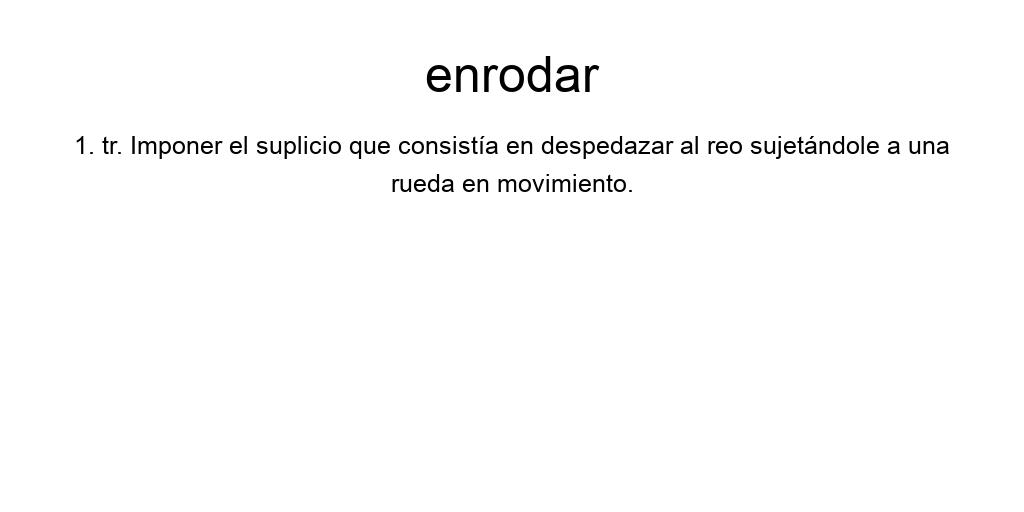 enrodar
1. tr. Imponer el suplicio que consistía en despedazar al reo sujetándole a una
rueda en movimiento.